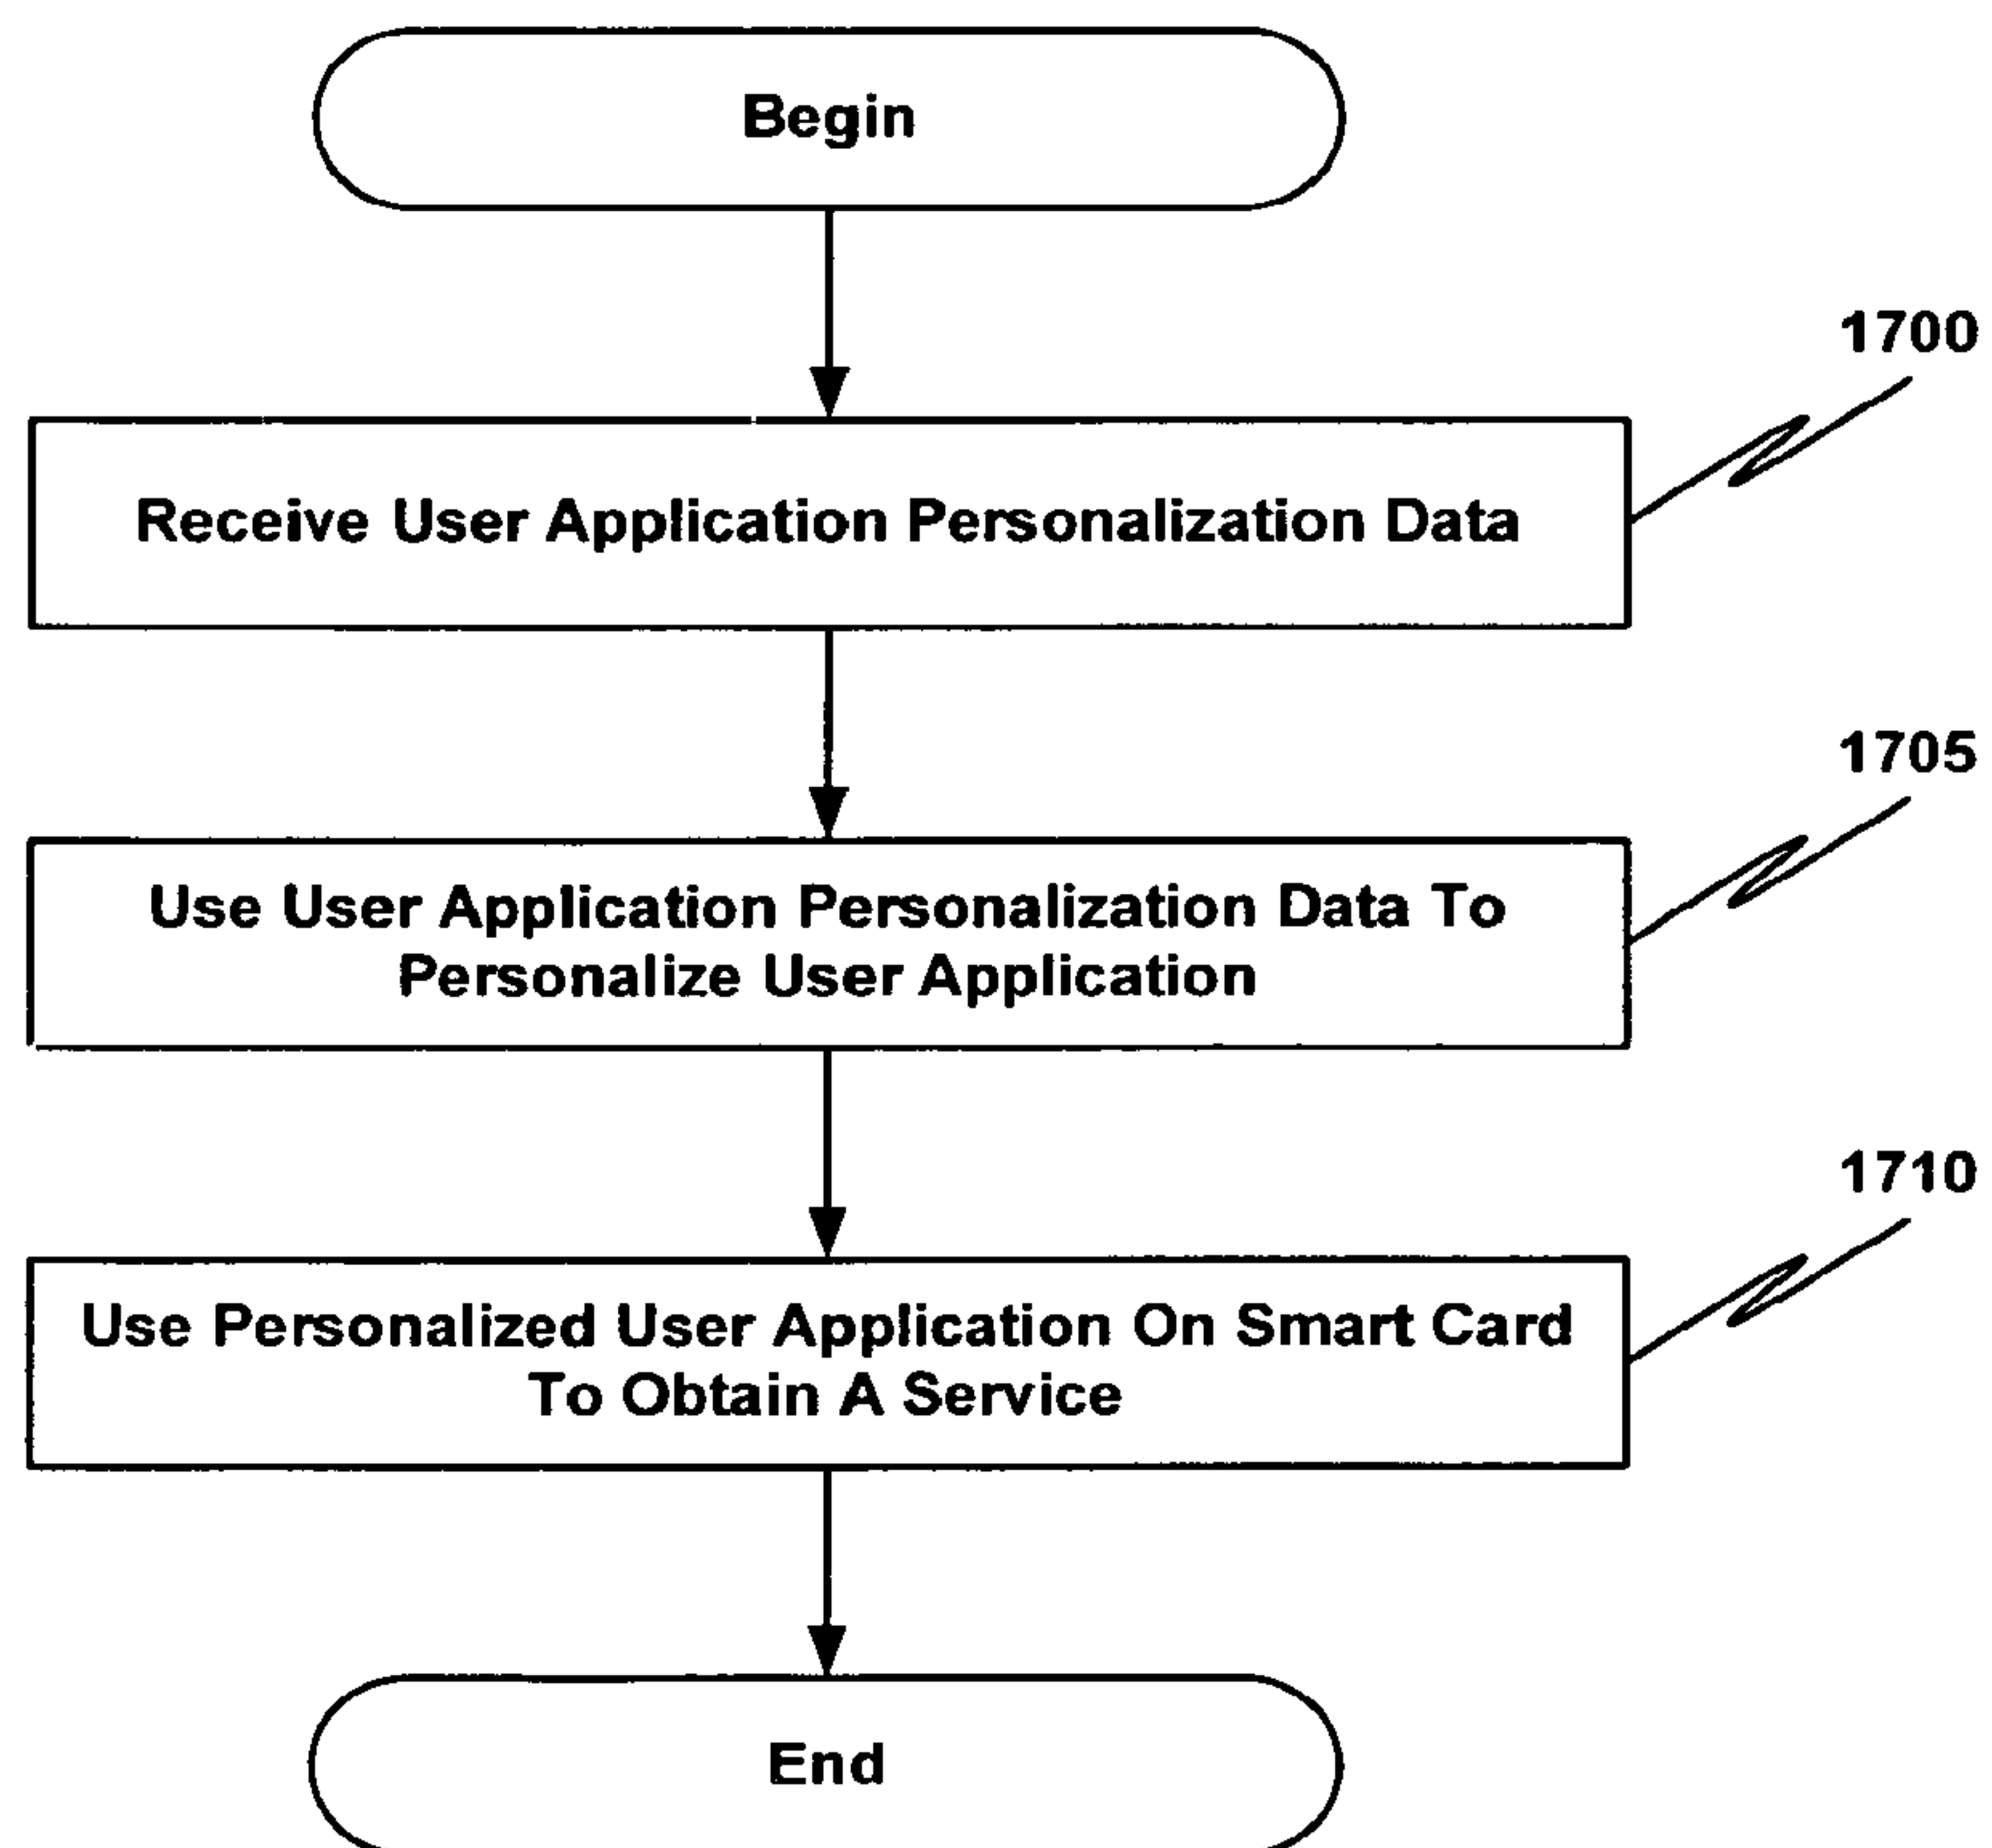 Begin
1700
Receive User Application Personalization Data
1705
Use User Application Personalization Data To
Personalize User Application
1710
Use Personalized User Application On Smart Card
To Obtain A Service
End